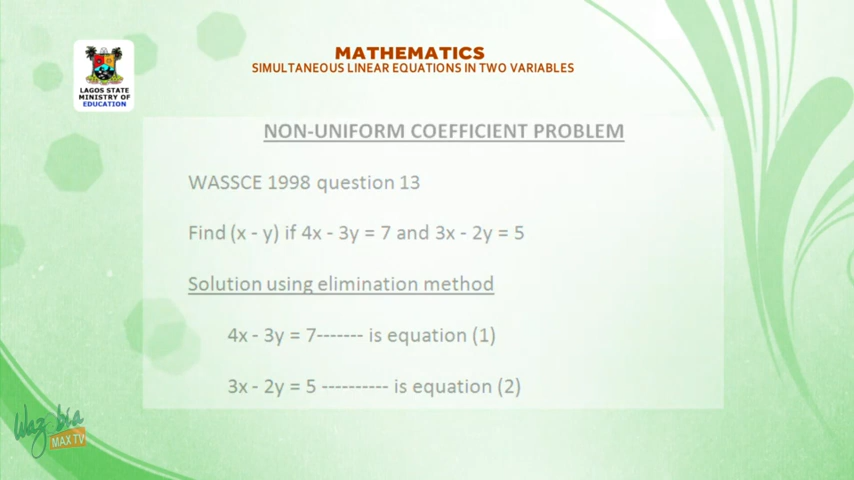 MATHEMATICS
SIMULTANEOUS LINEAR EQUATIONS IN TWO VARIABLES
LAGOS STATE
MINISTRY OF
EDUCATION
NON-UNIFORM COEFFICIENT PROBLEM
WASSCE 1998 question 13
Find (x - y) if 4x - 3y = 7 and 3x - 2y = 5
Solution using elimination method
4x - 3y = 7------- is equation (1)
3x - 2y = 5 ---------- is equation (2)
Wazobia
MAX TV